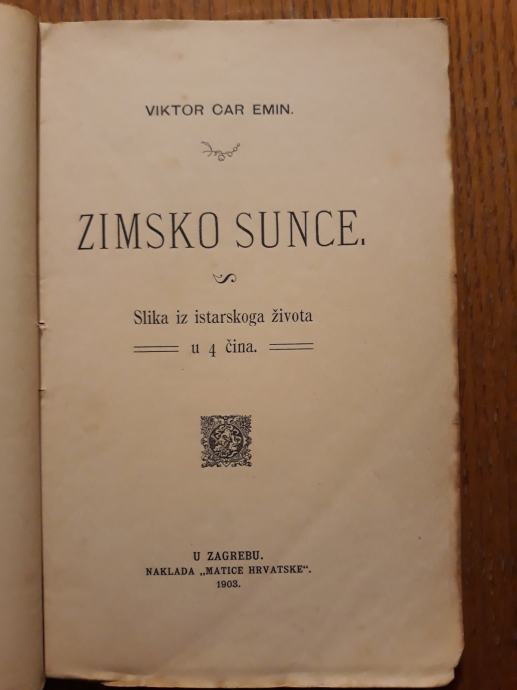 VIKTOR CAR EMIN.
ZIMSKO SUNCE.
Slika iz istarskoga života
u 4 čina.
U ZAGREBU.
NAKLADA „MATICE HRVATSKE“.
1903.